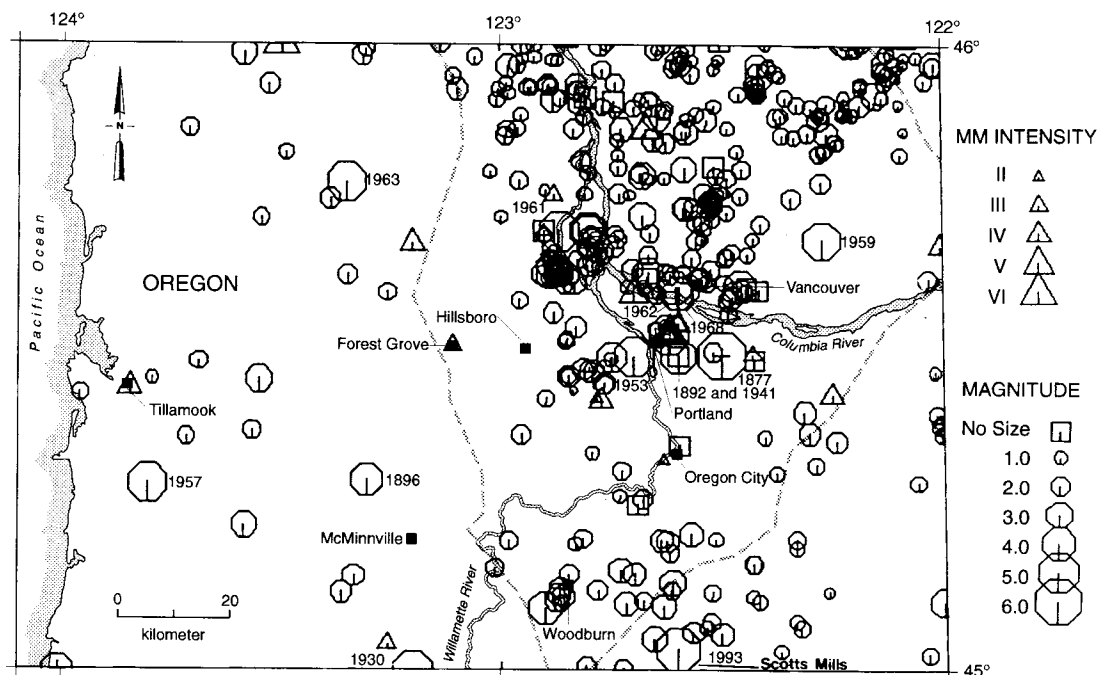 124°
123°
122°
46°
N
1963
1961
1959
Pacific Ocean
OREGON
Vancouver
Hillsboro
1962
1968
Columbia River
Forest Grove
1953
1877
1892 and 1941
Tillamook
Portland
1957
1896
Oregon City
McMinnville
0 20
kilometer
Willamette River
Woodburn
1930
1993
Scotts Mills
45°
MM INTENSITY
II
III
IV
V
VI
MAGNITUDE
No Size
1.0
2.0
3.0
4.0
5.0
6.0